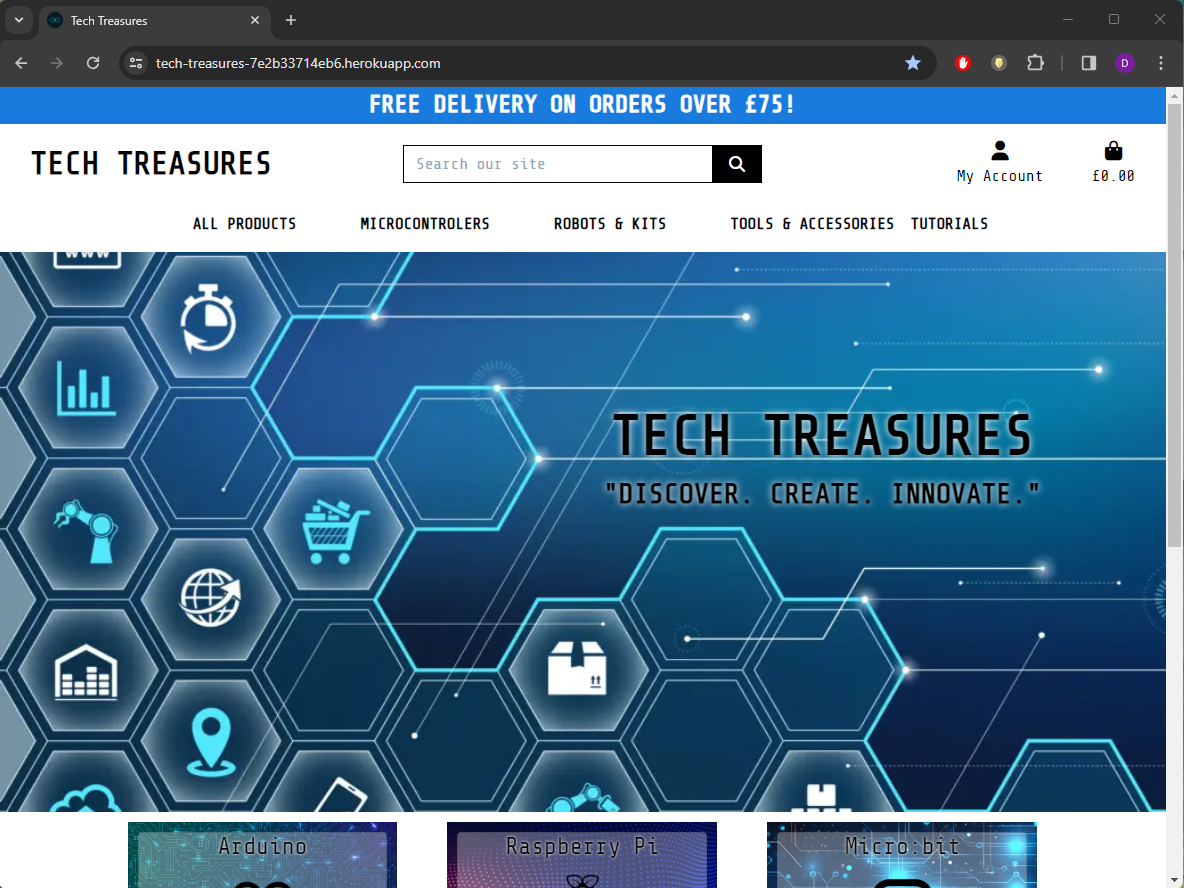 Tech Treasures
tech-treasures-7e2b33714eb6.herokuapp.com
D
FREE DELIVERY ON ORDERS OVER £75!
TECH TREASURES
Search our site
My Account
£0.00
ALL PRODUCTS MICROCONTROLERS ROBOTS & KITS TOOLS & ACCESSORIES TUTORIALS
www
TECH TREASURES
"DISCOVER. CREATE. INNOVATE."
Arduino Raspberry Pi Micro:bit